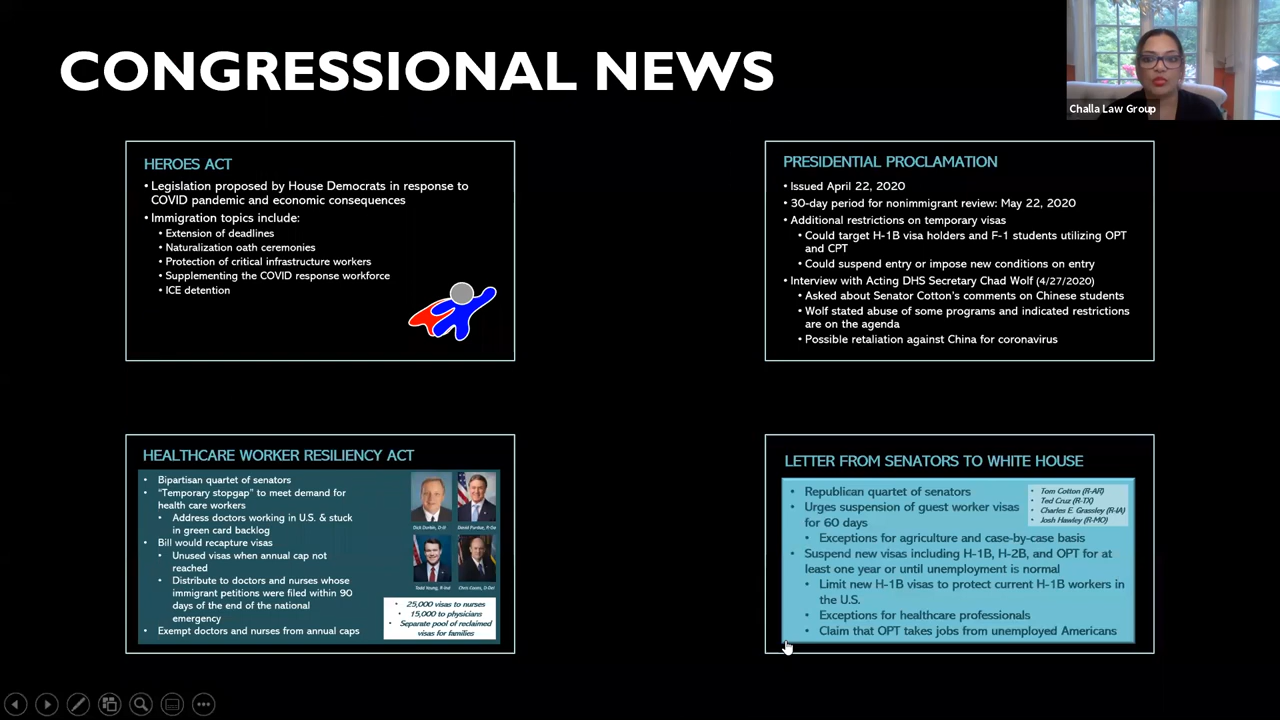 CONGRESSIONAL NEWS
Challa Law Group
HEROES ACT
• Legislation proposed by House Democrats in response to
COVID pandemic and economic consequences
• Immigration topics include:
• Extension of deadlines
• Naturalization oath ceremonies
• Protection of critical infrastructure workers
• Supplementing the COVID response workforce
• ICE detention
PRESIDENTIAL PROCLAMATION
• Issued April 22, 2020
• 30-day period for nonimmigrant review: May 22, 2020
• Additional restrictions on temporary visas
• Could target H-1B visa holders and F-1 students utilizing OPT
and CPT
• Could suspend entry or impose new conditions on entry
• Interview with Acting DHS Secretary Chad Wolf (4/27/2020)
• Asked about Senator Cotton's comments on Chinese students
• Wolf stated abuse of some programs and indicated restrictions
are on the agenda
• Possible retaliation against China for coronavirus
HEALTHCARE WORKER RESILIENCY ACT
• Bipartisan quartet of senators
• "Temporary stopgap" to meet demand for
health care workers
• Address doctors working in U.S. & stuck
in green card backlog
• Bill would recapture visas
• Unused visas when annual cap not
reached
• Distribute to doctors and nurses whose
immigrant petitions were filed within 90
days of the end of the national
emergency
• Exempt doctors and nurses from annual caps
Dick Durbin,
David Perdue,
Todd Young,
Chris Coons,
• 25,000 visas to nurses
• 15,000 to physicians
• Separate pool of reclaimed
visas for families
LETTER FROM SENATORS TO WHITE HOUSE
• Republican quartet of senators
• Urges suspension of guest worker visas
for 60 days
• Exceptions for agriculture and case-by-case basis
• Suspend new visas including H-1B, H-2B, and OPT for at
least one year or until unemployment is normal
• Limit new H-1B visas to protect current H-1B workers in
the U.S.
• Exceptions for healthcare professionals
• Claim that OPT takes jobs from unemployed Americans
• Tom Cotton (R-AR)
• Ted Cruz (R-TX)
• Charles E. Grassley (R-IA)
• Josh Hawley (R-MO)